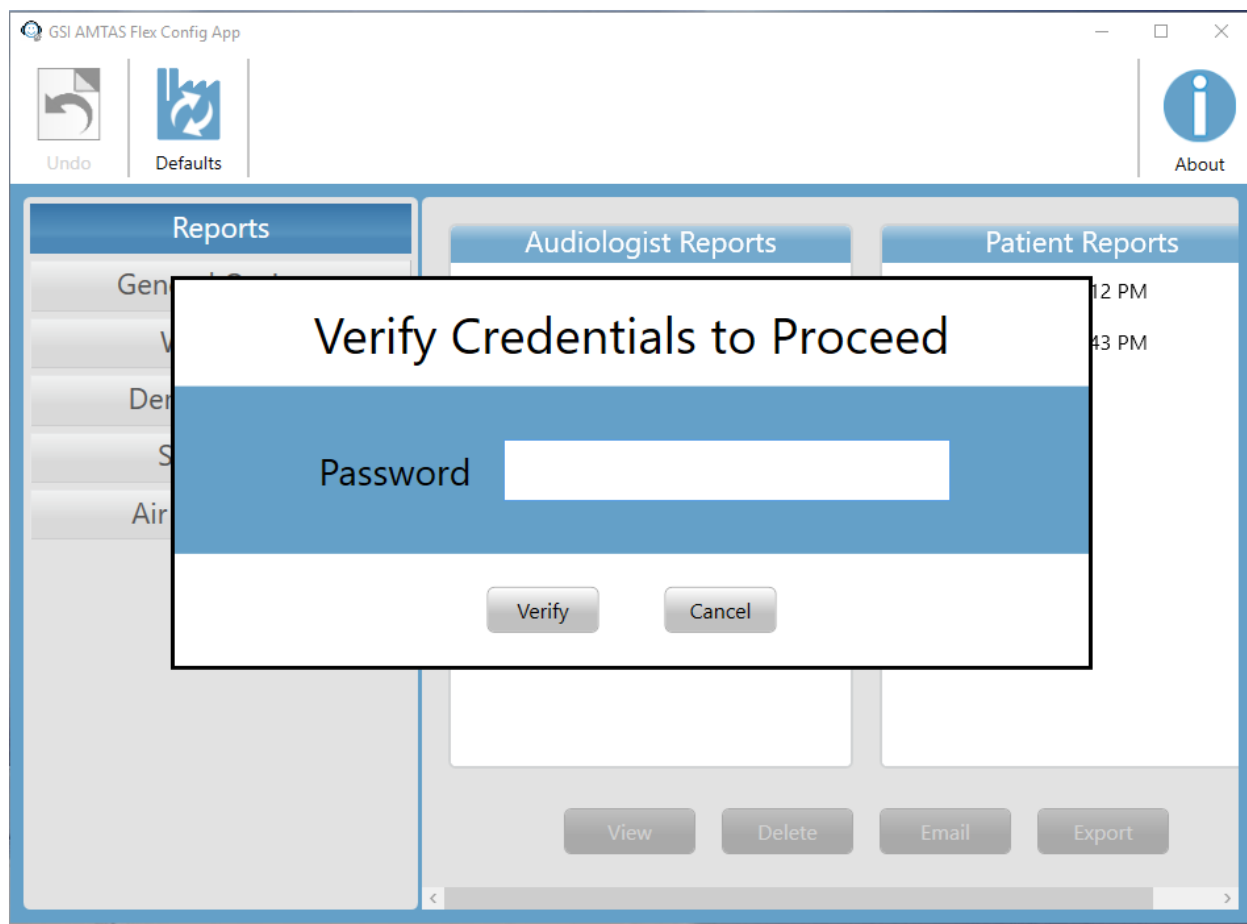 GSI AMTAS Flex Config App
Undo
Defaults
About
Reports
Audiologist Reports
Patient Reports
12 PM
43 PM
Air
Verify Credentials to Proceed
Password
Verify
Cancel
View
Delete
Email
Export